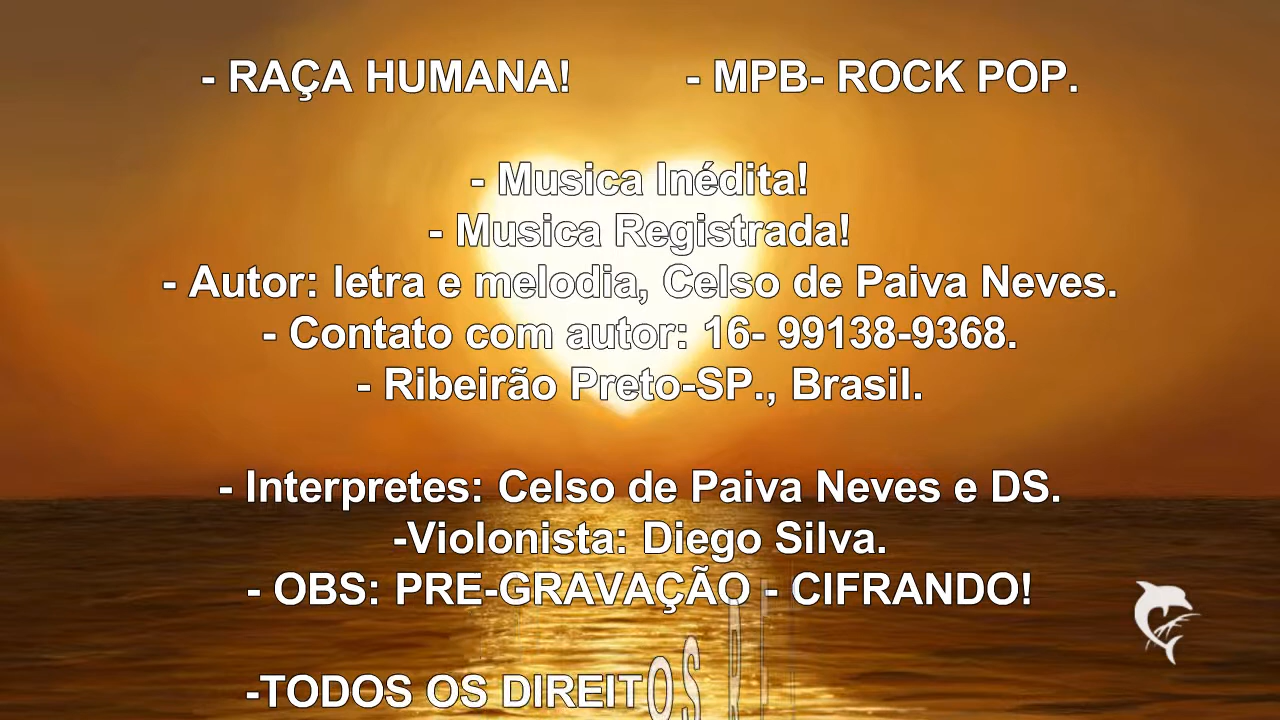 - RAÇA HUMANA! - MPB- ROCK POP.
- Musica Inédita!
- Musica Registrada!
- Autor: letra e melodia, Celso de Paiva Neves.
- Contato com autor: 16- 99138-9368.
- Ribeirão Preto-SP., Brasil.
- Interpretes: Celso de Paiva Neves e DS.
-Violonista: Diego Silva.
- OBS: PRE-GRAVAÇÃO - CIFRANDO!
-TODOS OS DIREITOS